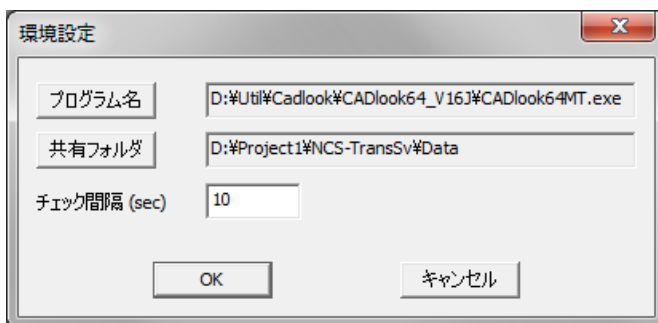 環境設定
プログラム名 D:¥Util¥Cadlook¥CADlook64_V16J¥CADlook64MT.exe
共有フォルダ D:¥Project1¥NCS-TransSv¥Data
チェック間隔 (sec) 10
OK キャンセル